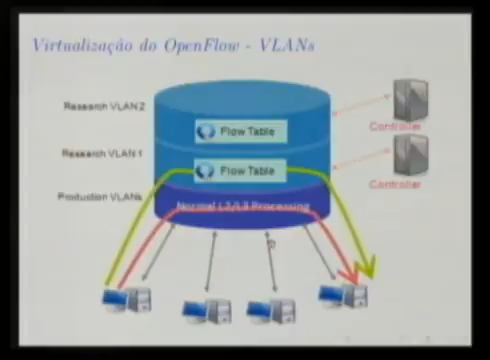 Virtualização do OpenFlow - VLANs
Research VLAN 2
Flow Table
Controller
Research VLAN 1
Flow Table
Controller
Production VLANs
Normal L2/L3 Processing